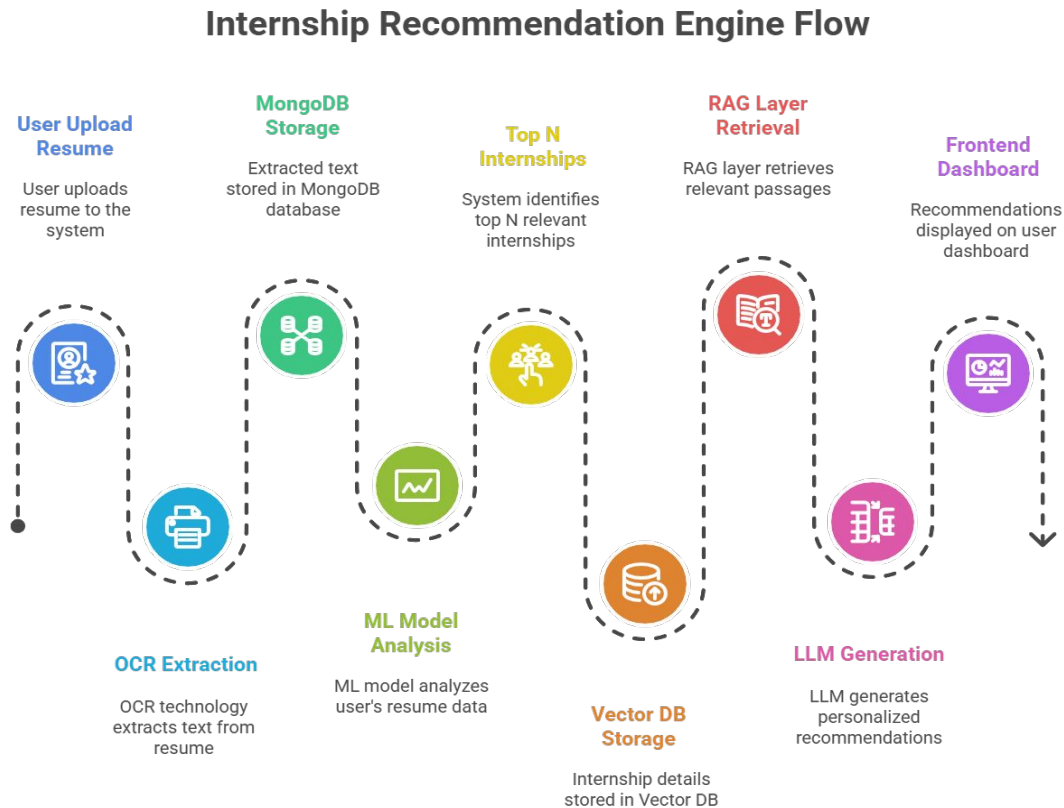 Internship Recommendation Engine Flow
User Upload
Resume
User uploads
resume to the
system
OCR Extraction
OCR technology
extracts text from
resume
MongoDB
Storage
Extracted text
stored in MongoDB
database
ML Model
Analysis
ML model analyzes
user's resume data
Top N
Internships
System identifies
top N relevant
internships
Vector DB
Storage
Internship details
stored in Vector DB
RAG Layer
Retrieval
RAG layer retrieves
relevant passages
LLM Generation
LLM generates
personalized
recommendations
Frontend
Dashboard
Recommendations
displayed on user
dashboard